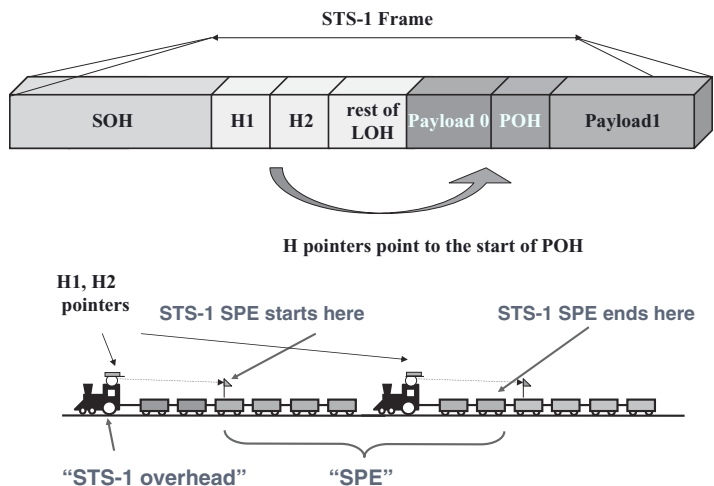 STS-1 Frame
SOH
H1
H2
rest of
LOH
Payload 0
POH
Payload1
H pointers point to the start of POH
H1, H2
pointers
STS-1 SPE starts here
STS-1 SPE ends here
“STS-1 overhead”
“SPE”